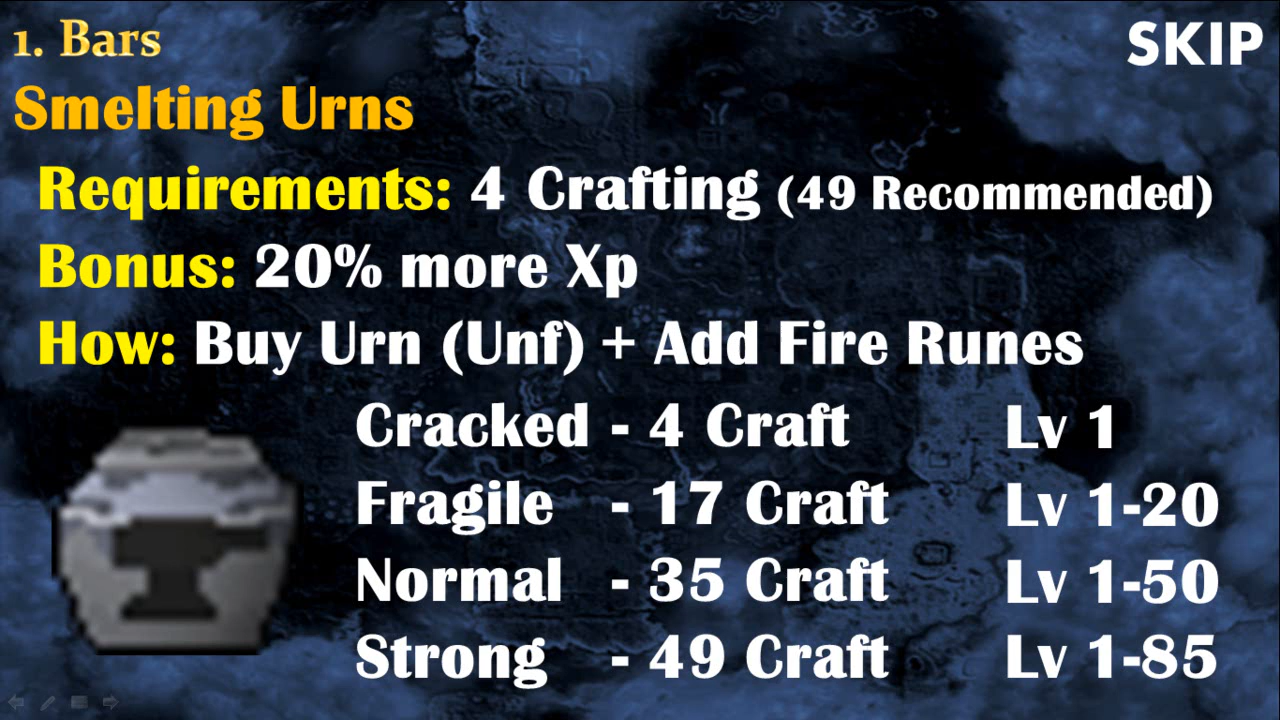 1. Bars
SKIP
Smelting Urns
Requirements: 4 Crafting (49 Recommended)
Bonus: 20% more Xp
How: Buy Urn (Unf) + Add Fire Runes
Cracked - 4 Craft Lv 1
Fragile - 17 Craft Lv 1-20
Normal - 35 Craft Lv 1-50
Strong - 49 Craft Lv 1-85